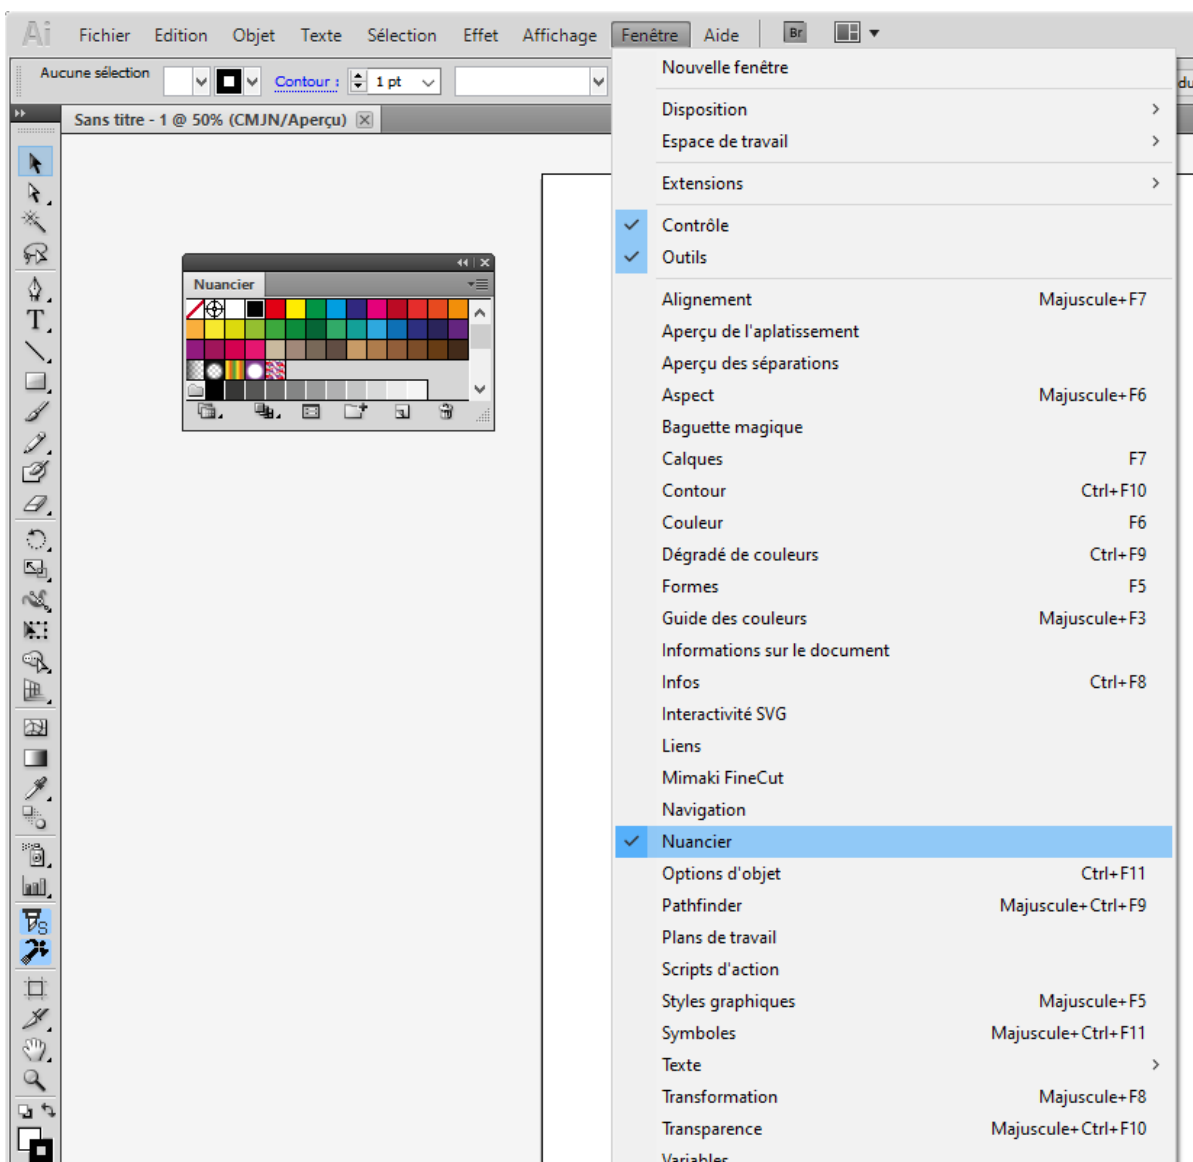 Ai Fichier Edition Objet Texte Sélection Effet Affichage Fenêtre Aide Br
Aucune sélection Contour : 1 pt
Sans titre - 1 @ 50% (CMJN/Aperçu)
Nuancier
Nouvelle fenêtre
Disposition
Espace de travail
Extensions
Contrôle
Outils
Alignement Majuscule+F7
Aperçu de l'aplatissement
Aperçu des séparations
Aspect Majuscule+F6
Baguette magique
Calques F7
Contour Ctrl+F10
Couleur F6
Dégradé de couleurs Ctrl+F9
Formes F5
Guide des couleurs Majuscule+F3
Informations sur le document
Infos Ctrl+F8
Interactivité SVG
Liens
Mimaki FineCut
Navigation
Nuancier
Options d'objet Ctrl+F11
Pathfinder Majuscule+Ctrl+F9
Plans de travail
Scripts d'action
Styles graphiques Majuscule+F5
Symboles Majuscule+Ctrl+F11
Texte
Transformation Majuscule+F8
Transparence Majuscule+Ctrl+F10
Variables